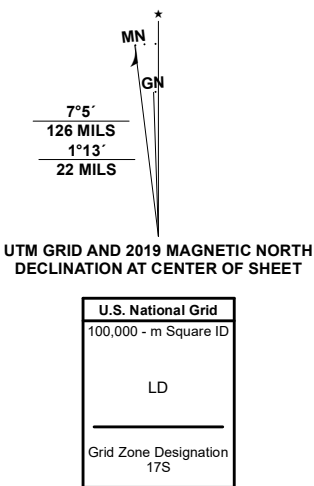 ★
MN
GN
7°5´
126 MILS
1°13´
22 MILS
UTM GRID AND 2019 MAGNETIC NORTH
DECLINATION AT CENTER OF SHEET
U.S. National Grid
100,000 - m Square ID
LD
Grid Zone Designation
17S